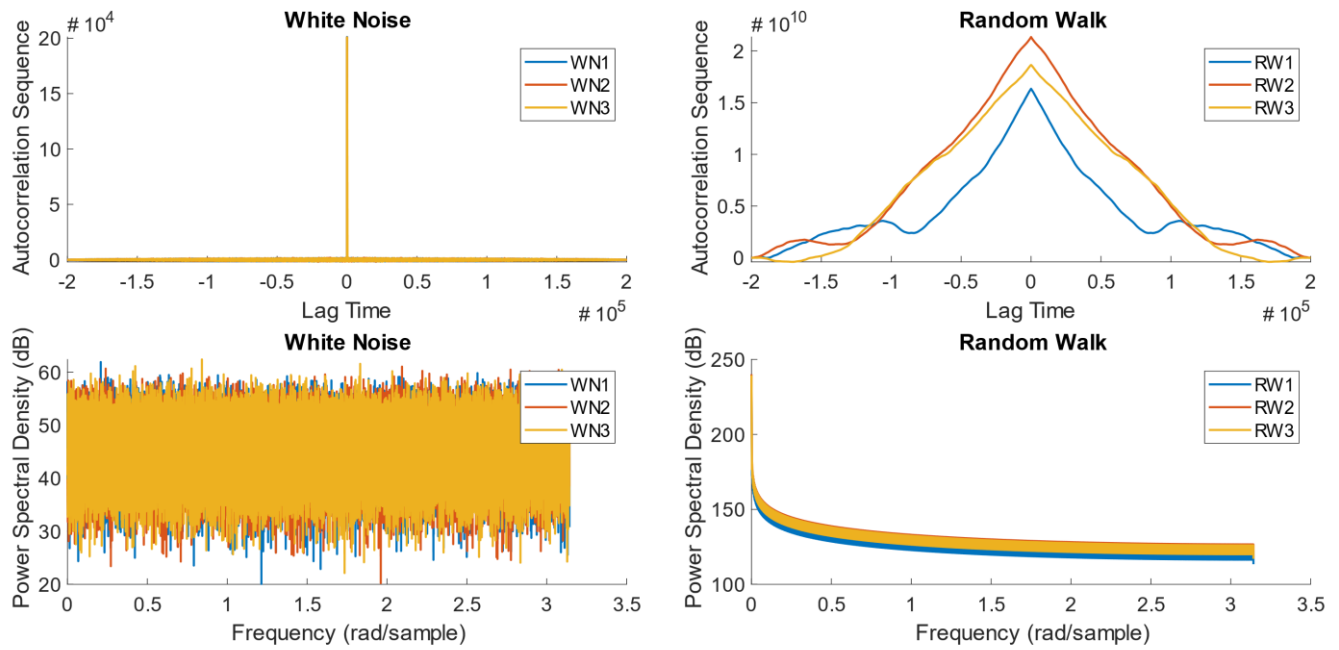 # 10^4
White Noise
Autocorrelation Sequence
20
15
10
5
0
-2 -1.5 -1 -0.5 0 0.5 1 1.5 2
Lag Time
# 10^5
WN1
WN2
WN3
# 10^10
Random Walk
Autocorrelation Sequence
2
1.5
1
0.5
0
-2 -1.5 -1 -0.5 0 0.5 1 1.5 2
Lag Time
# 10^5
RW1
RW2
RW3
White Noise
Power Spectral Density (dB)
60
50
40
30
20
0 0.5 1 1.5 2 2.5 3 3.5
Frequency (rad/sample)
WN1
WN2
WN3
Random Walk
Power Spectral Density (dB)
250
200
150
100
0 0.5 1 1.5 2 2.5 3 3.5
Frequency (rad/sample)
RW1
RW2
RW3